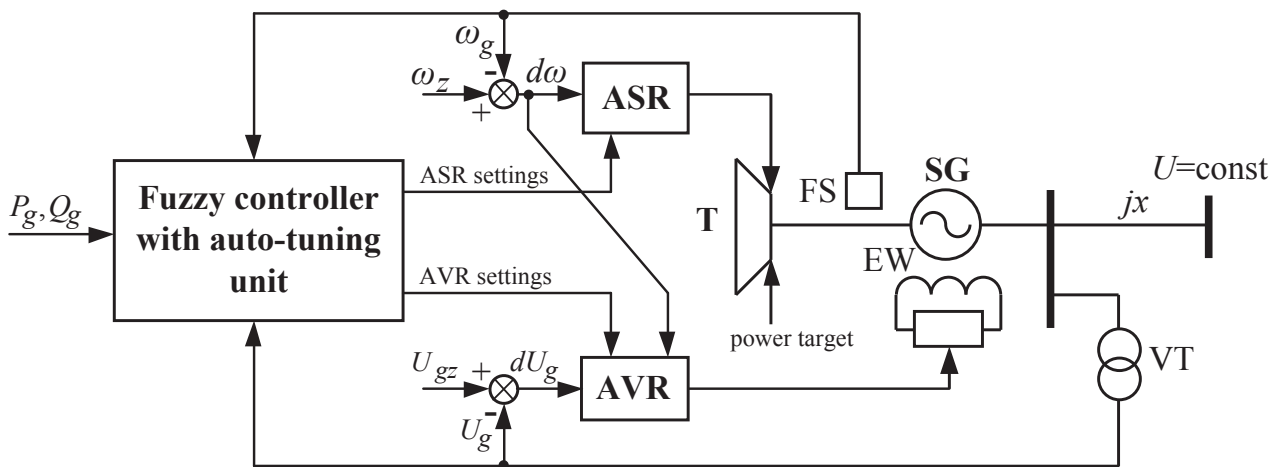 ω_g
-
ω_z
+
dω
ASR
SG
U=const
FS
jx
ASR settings
P_g, Q_g
Fuzzy controller
with auto-tuning
unit
T
EW
AVR settings
power target
VT
U_gz
+
dU_g
AVR
-
U_g